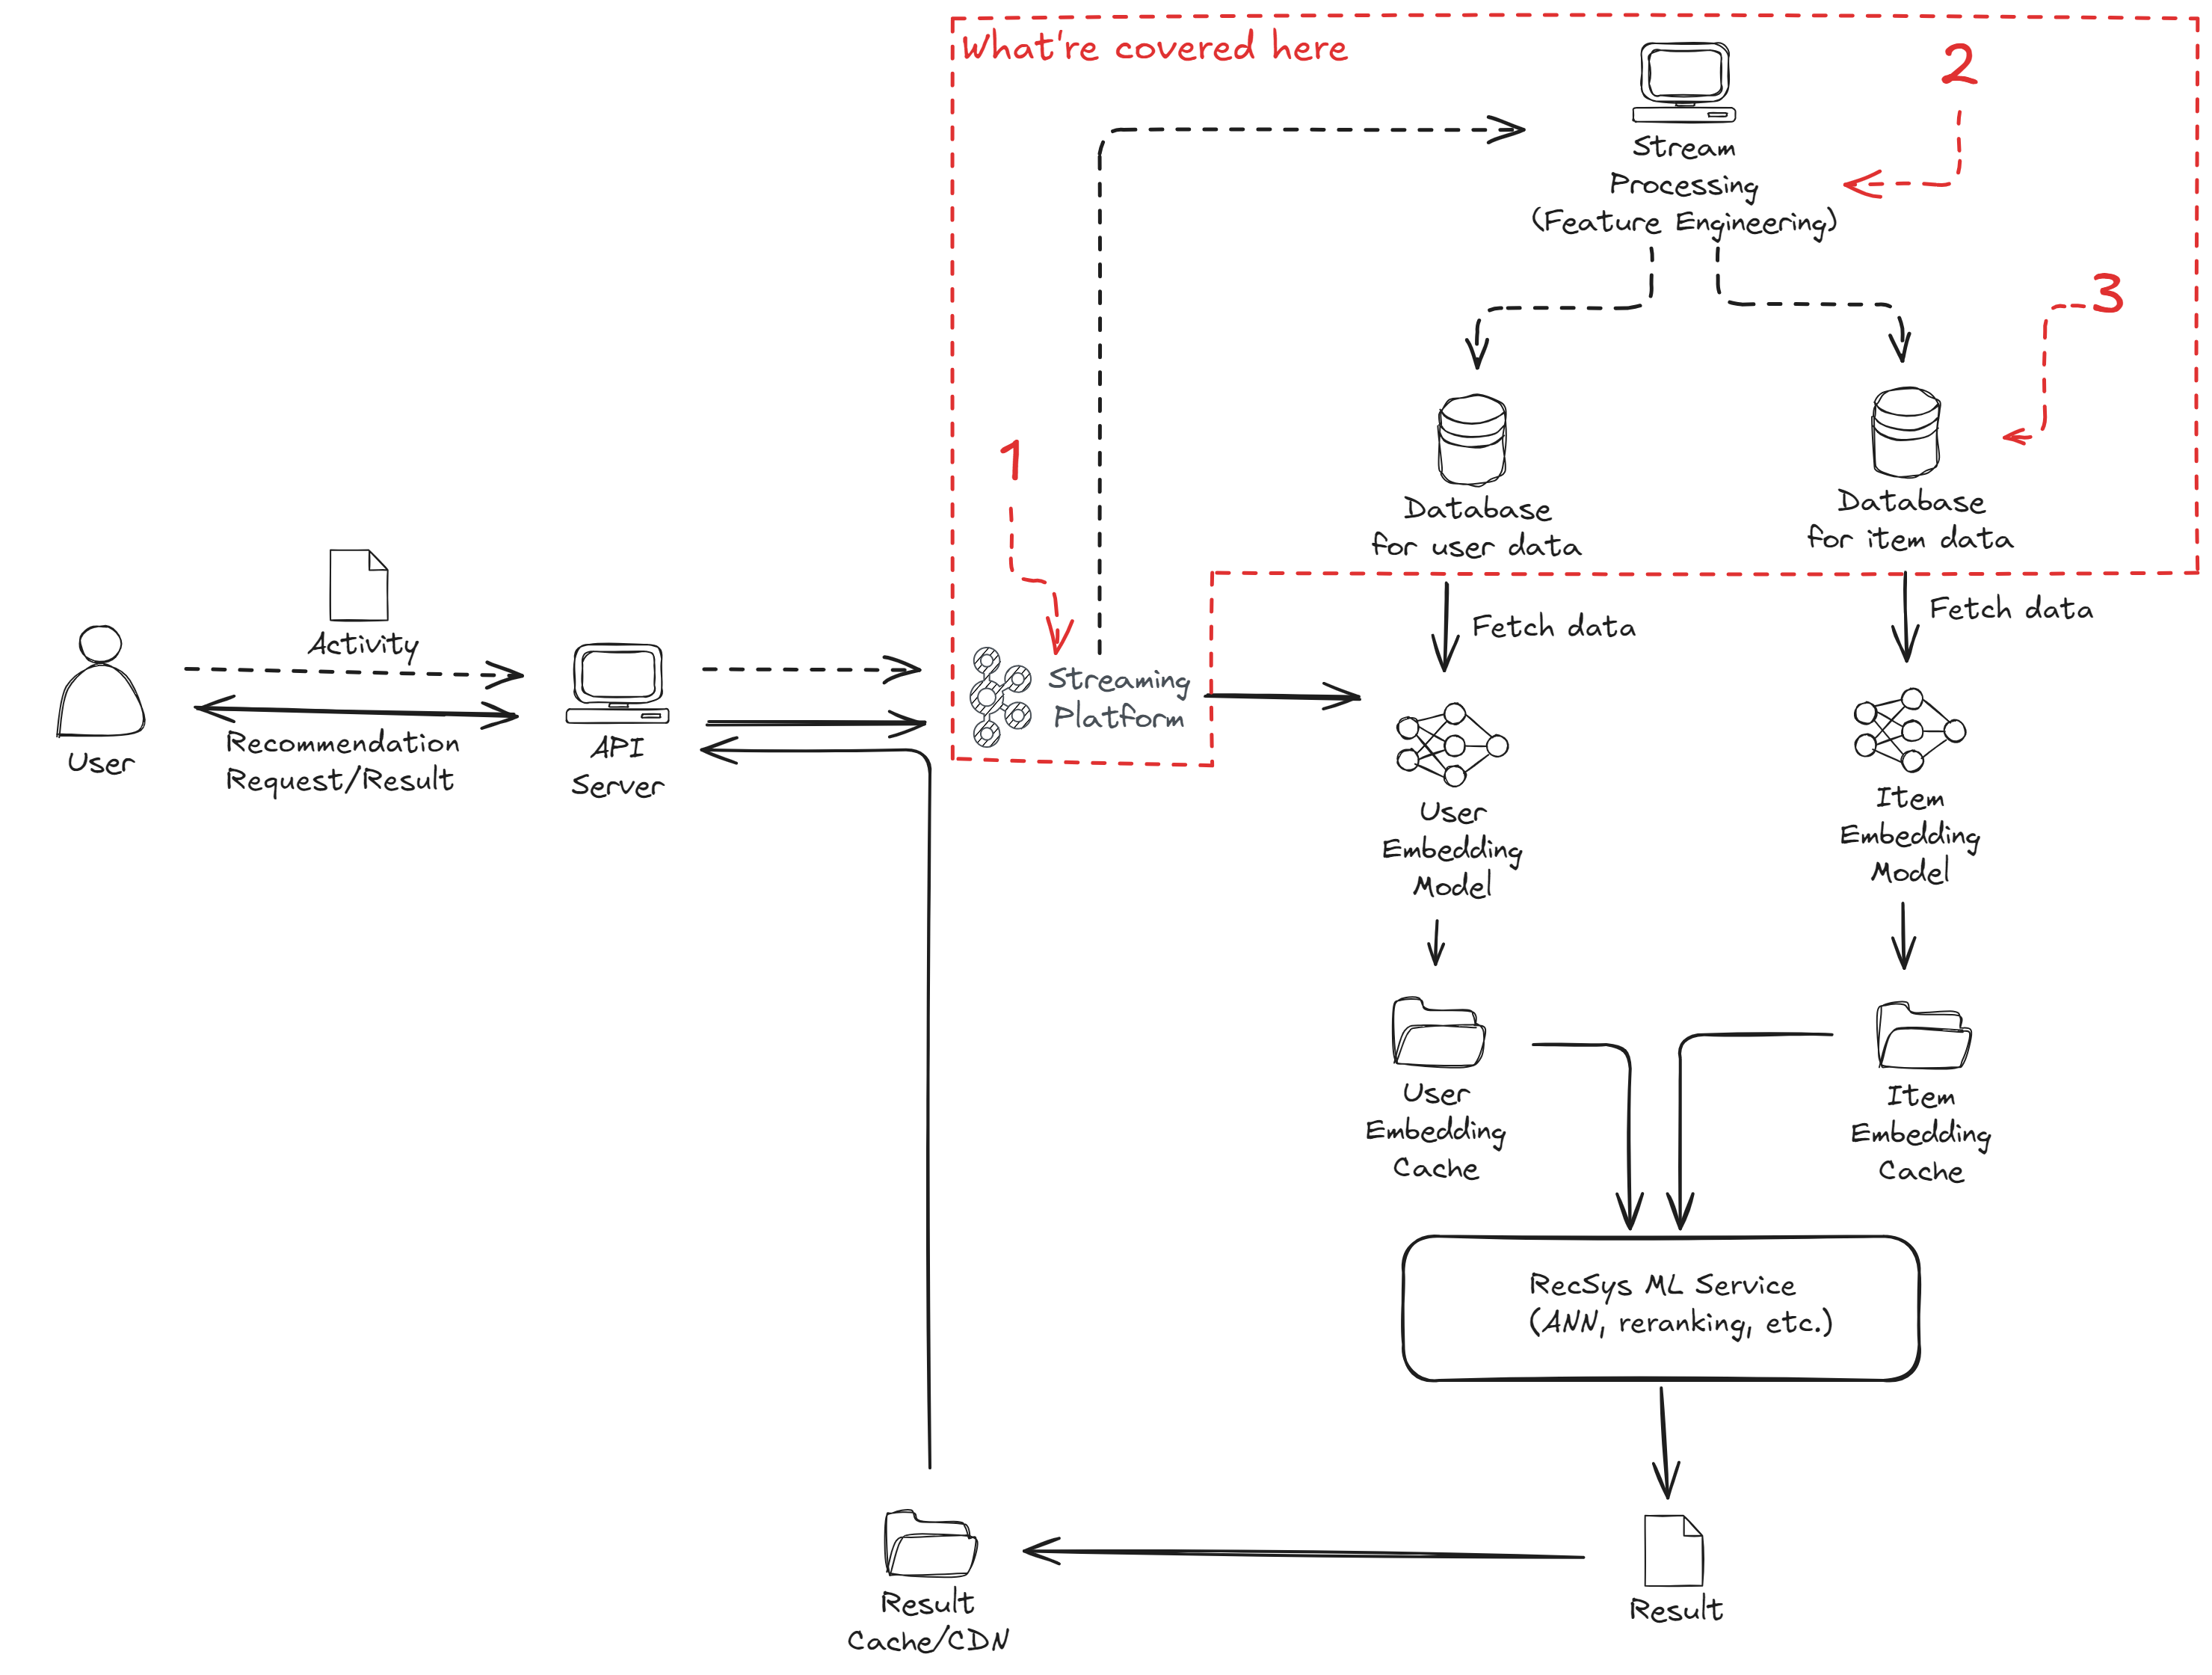 What're covered here
2
Stream
Processing
(Feature Engineering)
3
1
Database
for user data
Database
for item data
Fetch data
Fetch data
Activity
User
Recommendation
Request/Result
API
Server
Streaming
Platform
User
Embedding
Model
Item
Embedding
Model
User
Embedding
Cache
Item
Embedding
Cache
RecSys ML Service
(ANN, reranking, etc.)
Result
Cache/CDN
Result